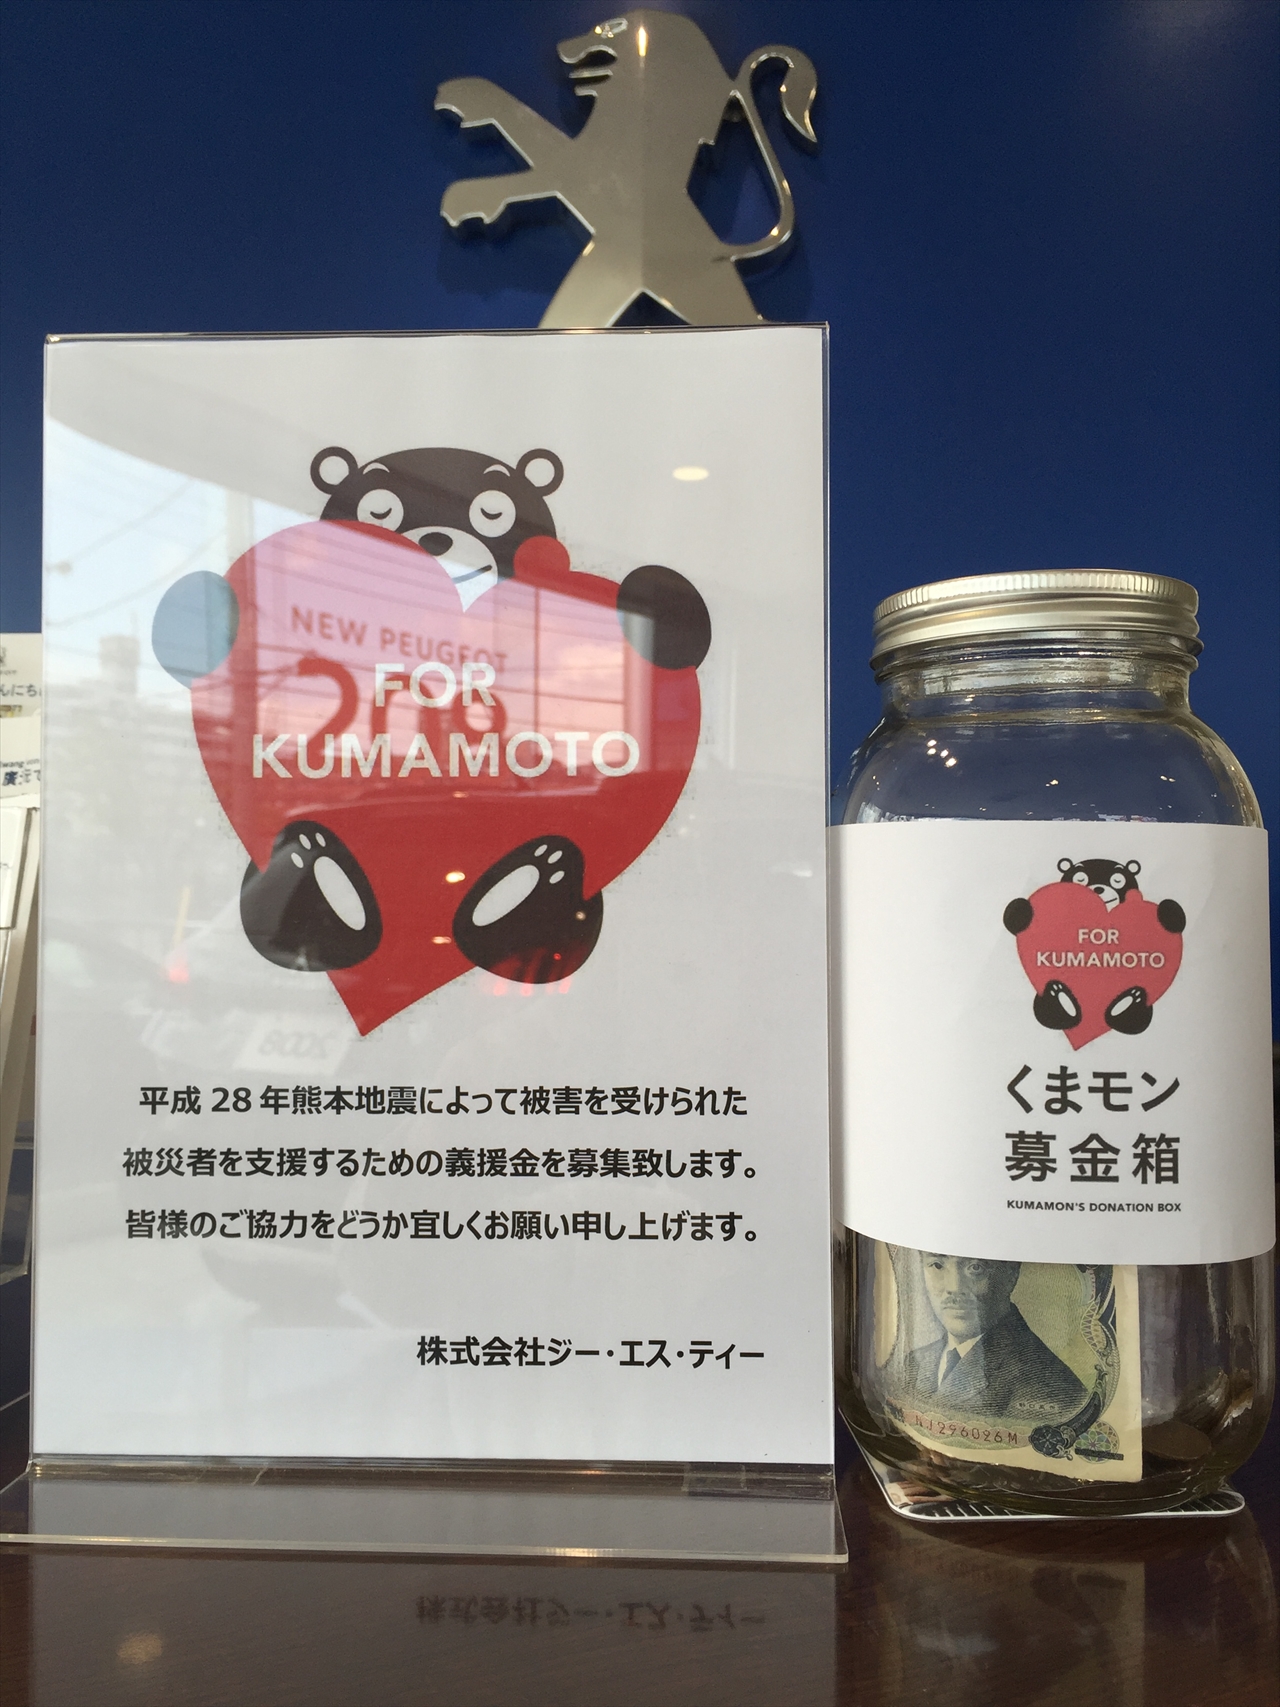 NEW PEUGEOT
208
FOR
KUMAMOTO
平成 28 年熊本地震によって被害を受けられた
被災者を支援するための義援金を募集致します。
皆様のご協力をどうか宜しくお願い申し上げます。
株式会社ジー・エス・ティー
FOR
KUMAMOTO
くまモン
募金箱
KUMAMON'S DONATION BOX
NJ296026M